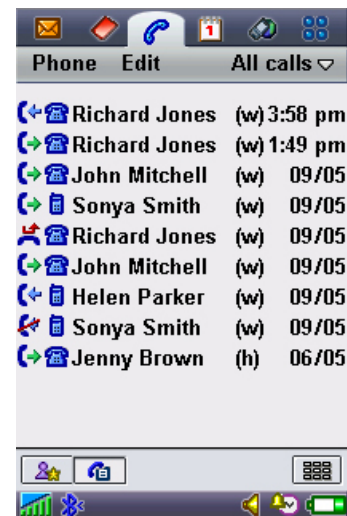 1
Phone Edit All calls
Richard Jones (w) 3:58 pm
Richard Jones (w) 1:49 pm
John Mitchell (w) 09/05
Sonya Smith (w) 09/05
Richard Jones (w) 09/05
John Mitchell (w) 09/05
Helen Parker (w) 09/05
Sonya Smith (w) 09/05
Jenny Brown (h) 06/05